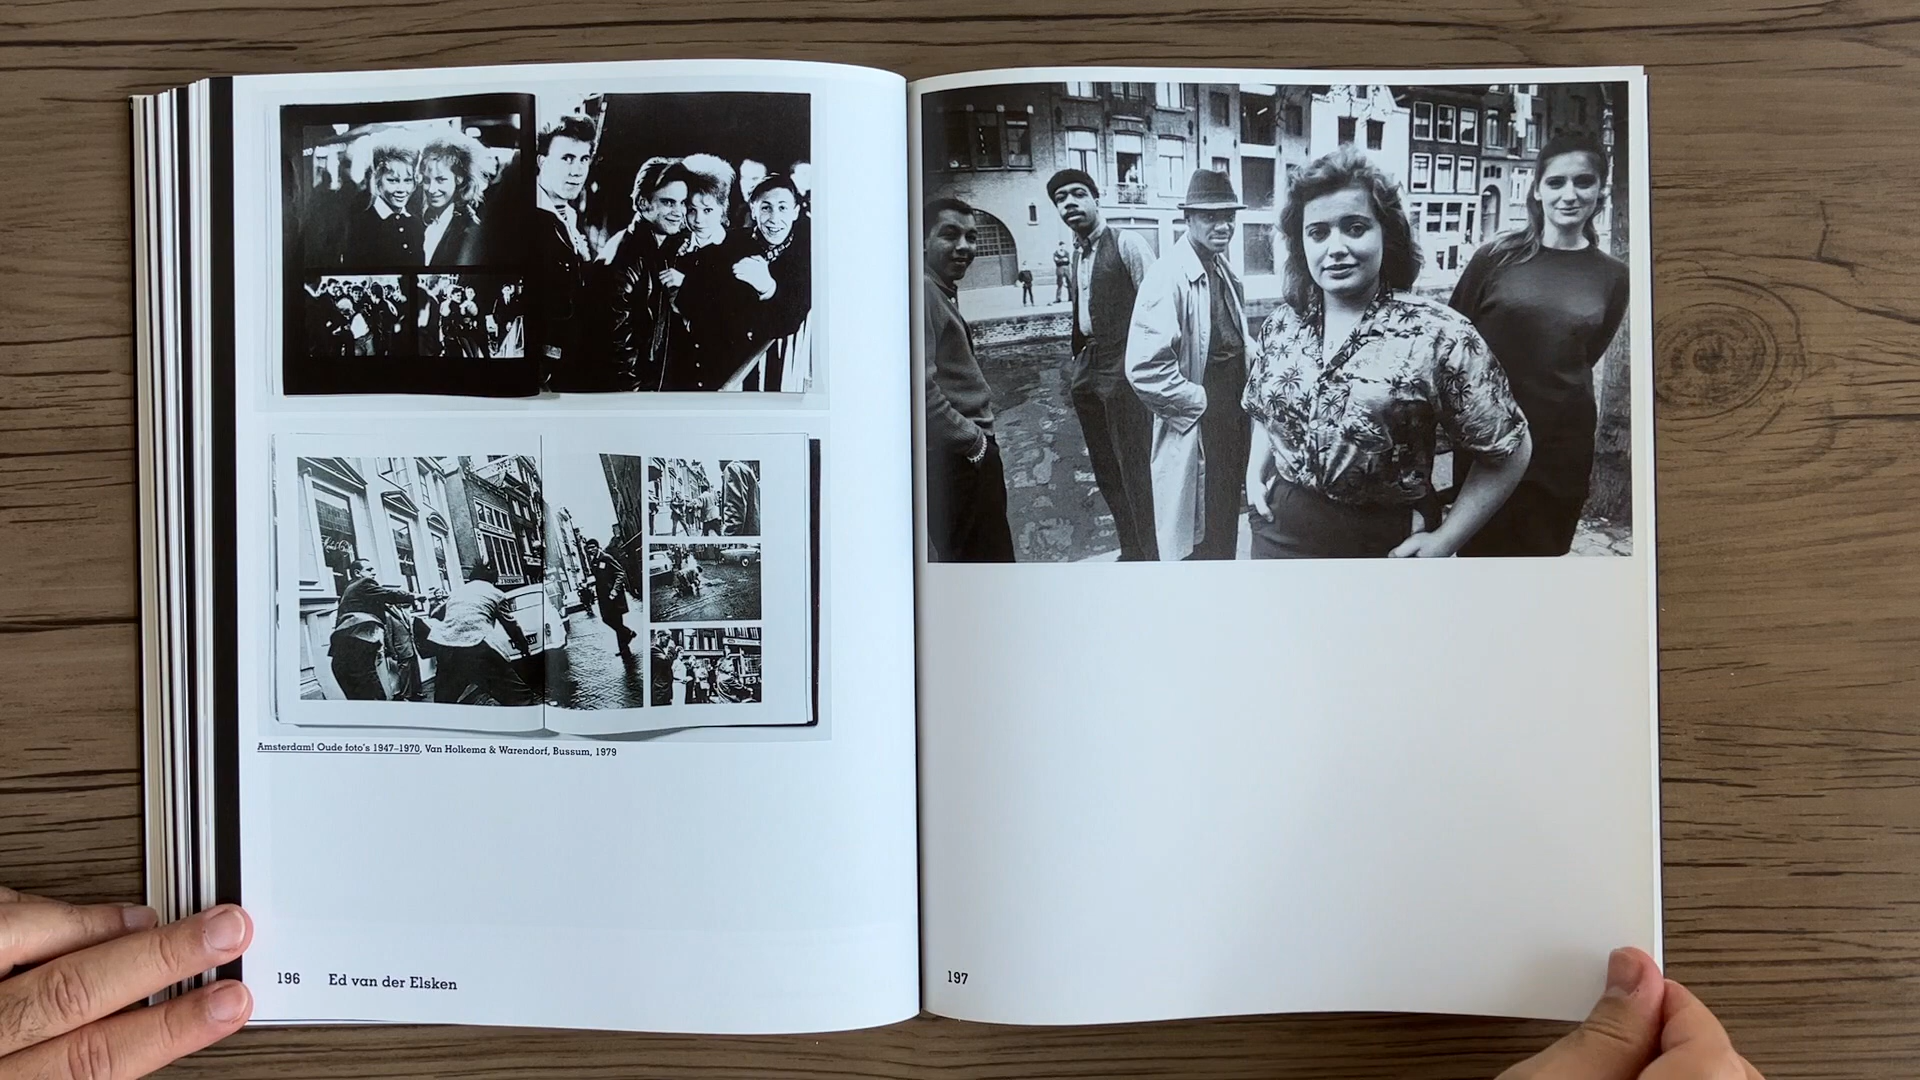 Amsterdam! Oude foto's 1947–1970, Van Holkema & Warendorf, Bussum, 1979
196 Ed van der Elsken
197